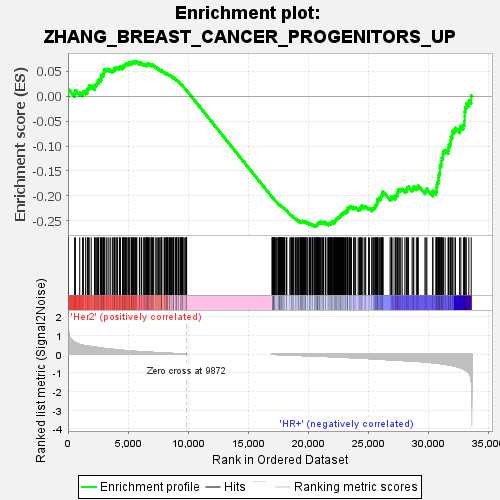 Enrichment plot:
ZHANG_BREAST_CANCER_PROGENITORS_UP
Enrichment score (ES)
0.05
0.00
-0.05
-0.10
-0.15
-0.20
-0.25
'Her2' (positively correlated)
Ranked list metric (Signal2Noise)
2
1
0
-1
-2
-3
-4
Zero cross at 9872
'HR+' (negatively correlated)
0
5,000
10,000
15,000
20,000
25,000
30,000
35,000
Rank in Ordered Dataset
Enrichment profile
Hits
Ranking metric scores